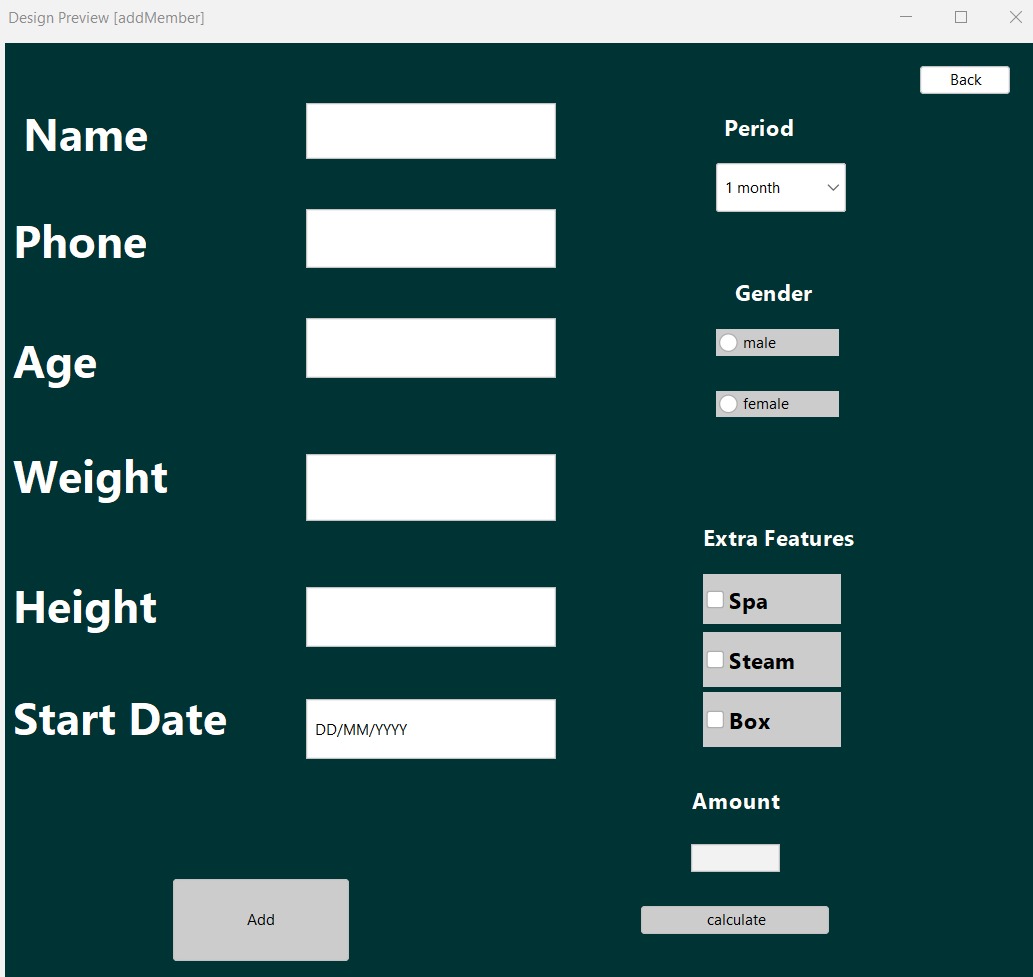 Design Preview [addMember]
Back
Name
Phone
Age
Weight
Height
Start Date
DD/MM/YYYY
Add
Period
1 month
Gender
male
female
Extra Features
Spa
Steam
Box
Amount
calculate